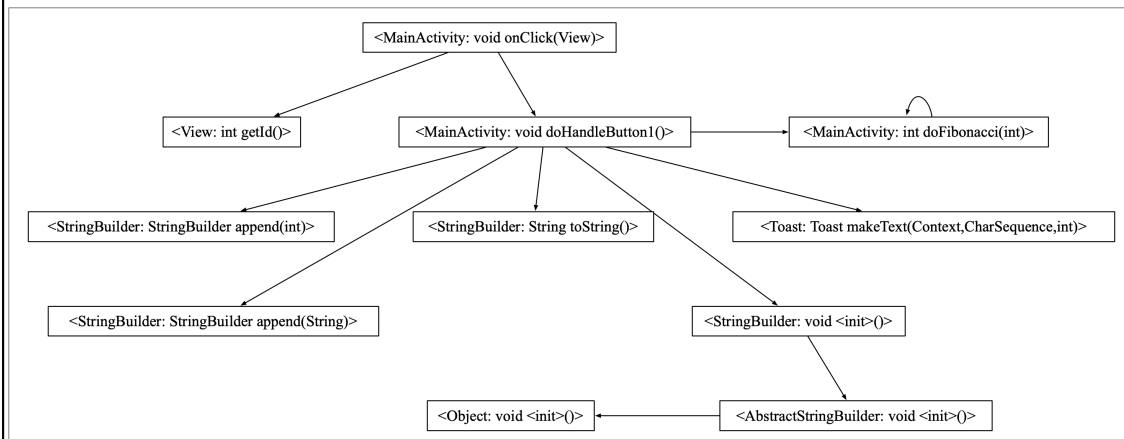 <MainActivity: void onClick(View)>
<View: int getId()>
<MainActivity: void doHandleButton1()>
<MainActivity: int doFibonacci(int)>
<StringBuilder: StringBuilder append(int)>
<StringBuilder: String toString()>
<Toast: Toast makeText(Context,CharSequence,int)>
<StringBuilder: StringBuilder append(String)>
<StringBuilder: void <init>()>
<Object: void <init>()>
<AbstractStringBuilder: void <init>()>